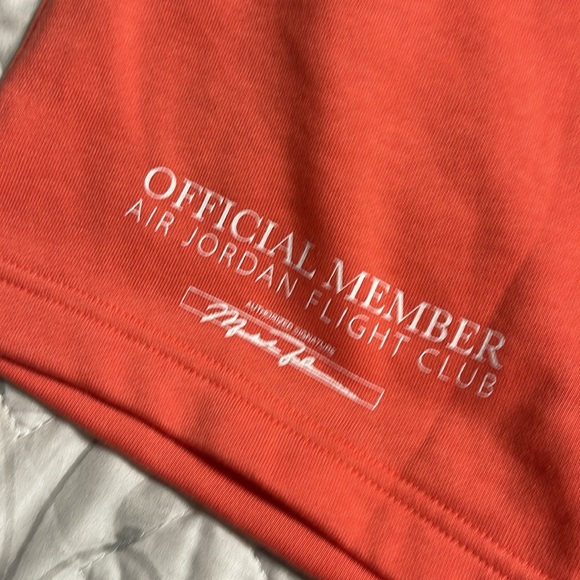 OFFICIAL MEMBER
AIR JORDAN FLIGHT CLUB
AUTHORIZED SIGNATURE